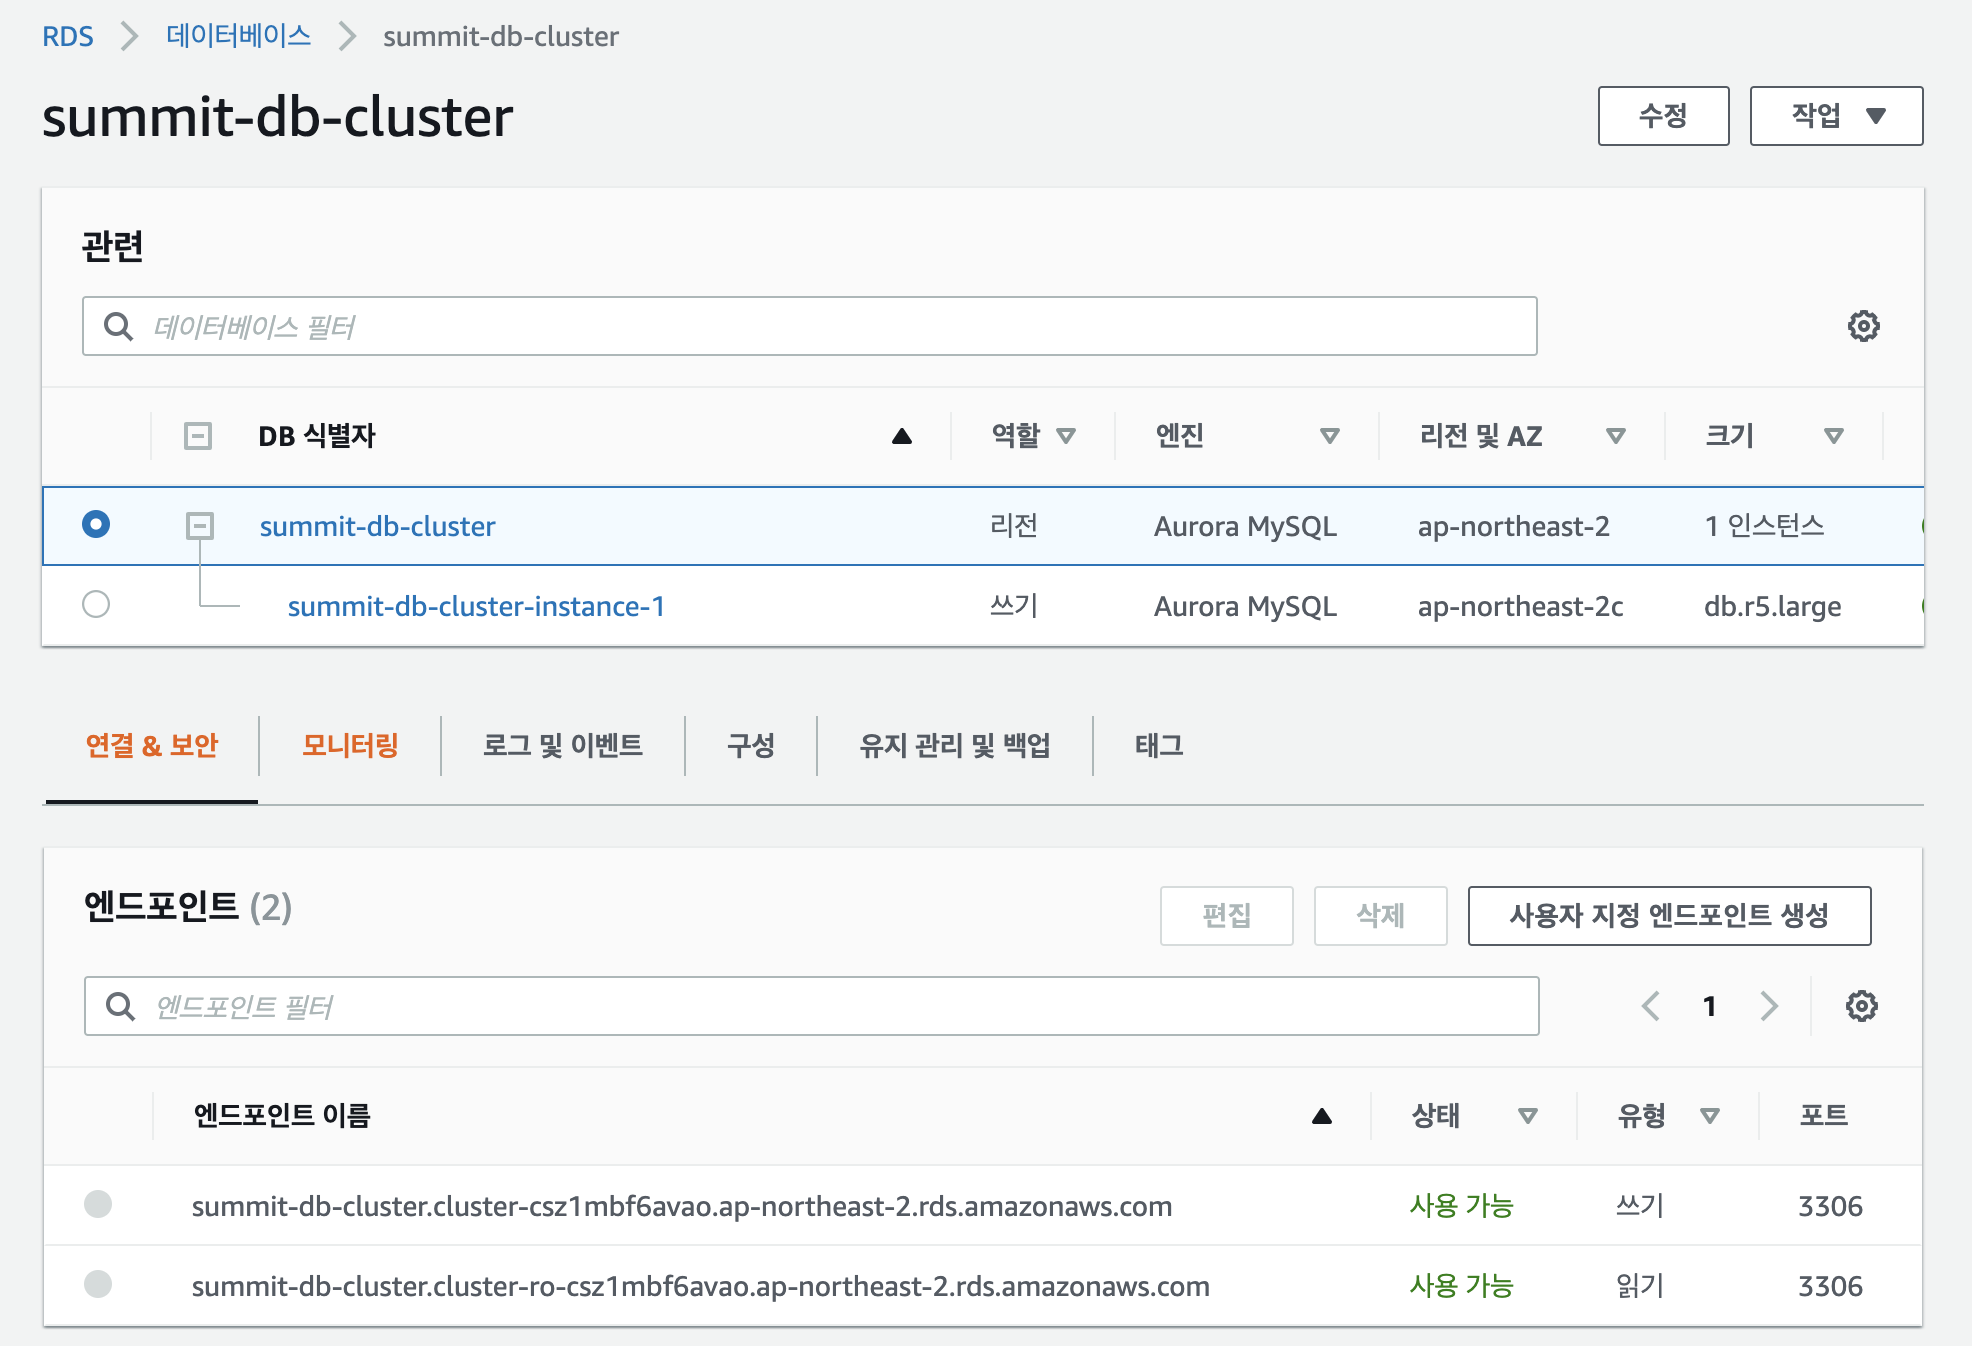 RDS 데이터베이스 summit-db-cluster
summit-db-cluster 수정 작업
관련
데이터베이스 필터
DB 식별자 역할 엔진 리전 및 AZ 크기
summit-db-cluster 리전 Aurora MySQL ap-northeast-2 1 인스턴스
summit-db-cluster-instance-1 쓰기 Aurora MySQL ap-northeast-2c db.r5.large
연결 & 보안 모니터링 로그 및 이벤트 구성 유지 관리 및 백업 태그
엔드포인트 (2) 편집 삭제 사용자 지정 엔드포인트 생성
엔드포인트 필터 1
엔드포인트 이름 상태 유형 포트
summit-db-cluster.cluster-csz1mbf6avao.ap-northeast-2.rds.amazonaws.com 사용 가능 쓰기 3306
summit-db-cluster.cluster-ro-csz1mbf6avao.ap-northeast-2.rds.amazonaws.com 사용 가능 읽기 3306